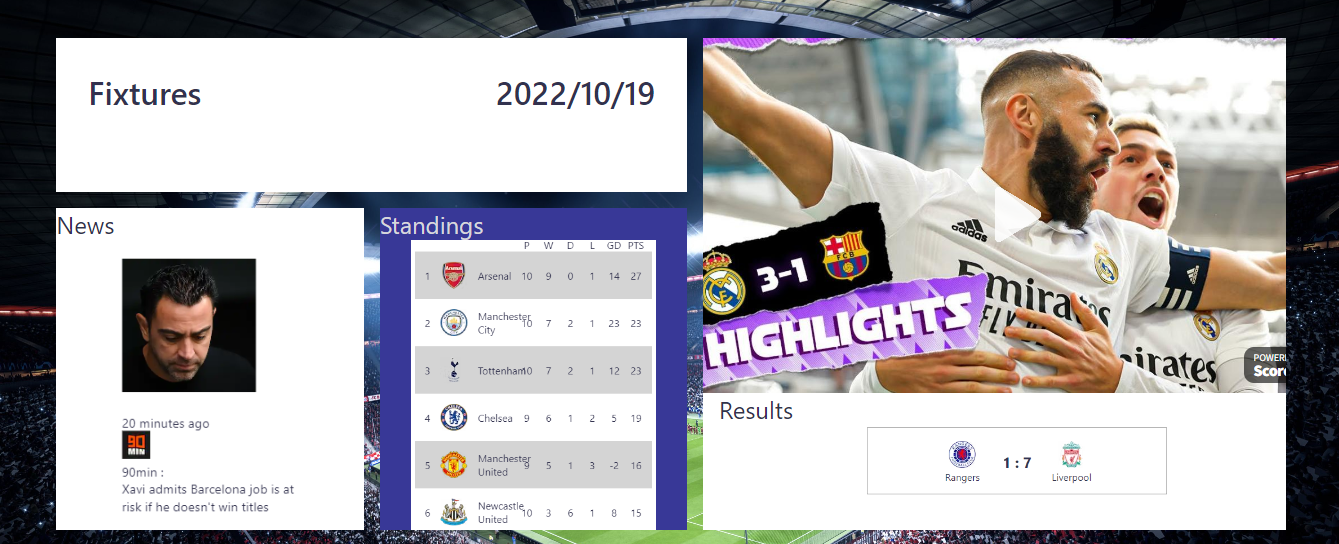 Fixtures 2022/10/19
News
20 minutes ago
90
MIN
90min :
Xavi admits Barcelona job is at
risk if he doesn't win titles
Standings
P W D L GD PTS
1 Arsenal 10 9 0 1 14 27
2 Manchester City 10 7 2 1 23 23
3 Tottenham 10 7 2 1 12 23
4 Chelsea 9 6 1 2 5 19
5 Manchester United 9 5 1 3 -2 16
6 Newcastle United 10 3 6 1 8 15
adidas
Emirates
FLY
Emirates
3-1
FCB
HIGHLIGHTS
Results
Rangers 1 : 7 Liverpool